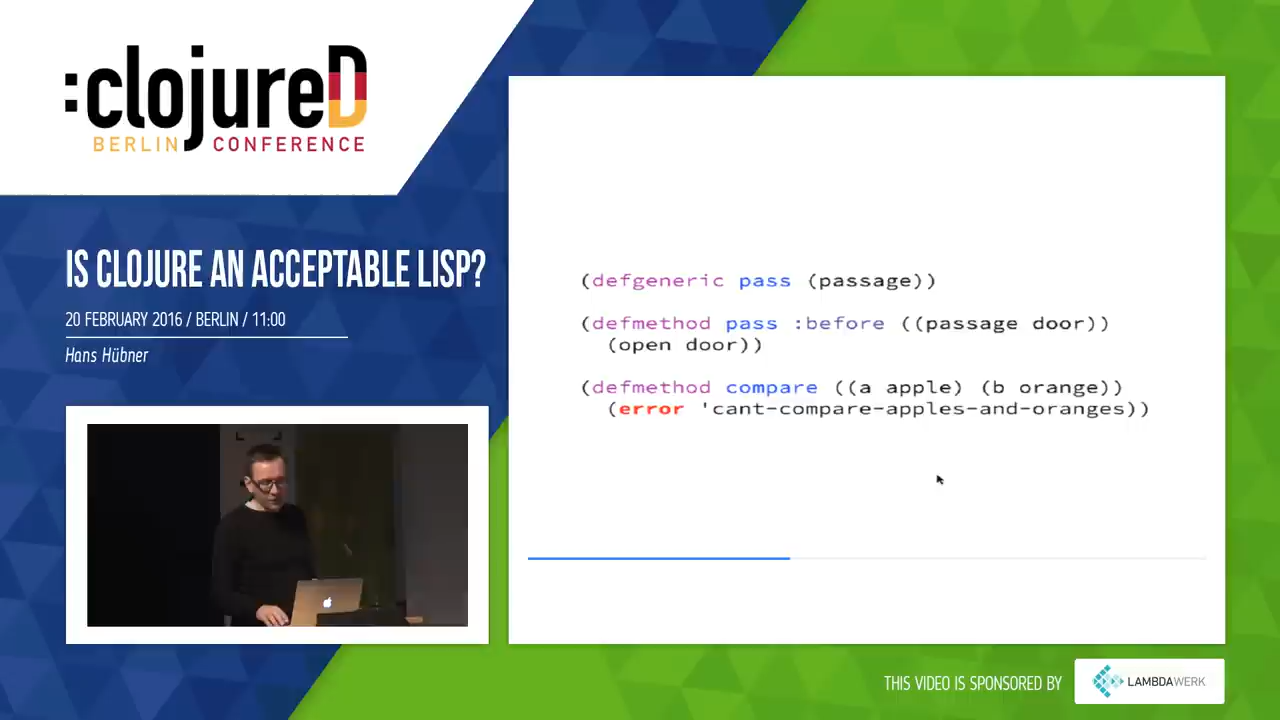 :clojureD
BERLIN CONFERENCE
IS CLOJURE AN ACCEPTABLE LISP?
20 FEBRUARY 2016 / BERLIN / 11:00
Hans Hübner
(defgeneric pass (passage))
(defmethod pass :before ((passage door))
(open door))
(defmethod compare ((a apple) (b orange))
(error 'cant-compare-apples-and-oranges))
THIS VIDEO IS SPONSORED BY
LAMBDAWERK